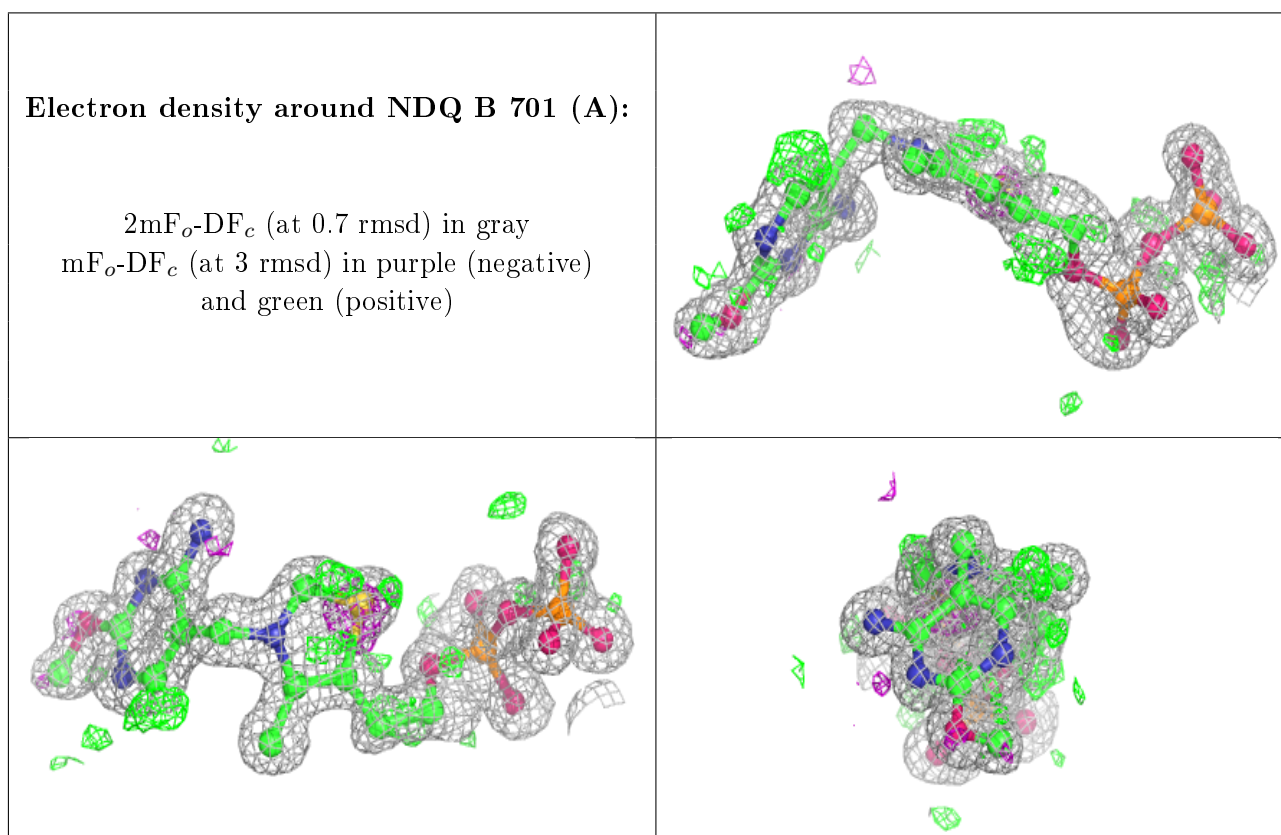 Electron density around NDQ B 701 (A):
2mFₒ-DF𝒸 (at 0.7 rmsd) in gray
mFₒ-DF𝒸 (at 3 rmsd) in purple (negative)
and green (positive)